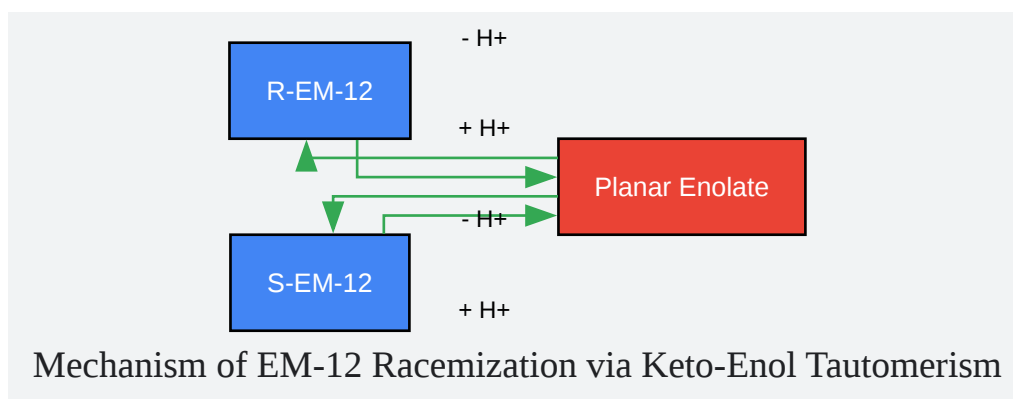 - H+
R-EM-12
+ H+
Planar Enolate
- H+
S-EM-12
+ H+
Mechanism of EM-12 Racemization via Keto-Enol Tautomerism